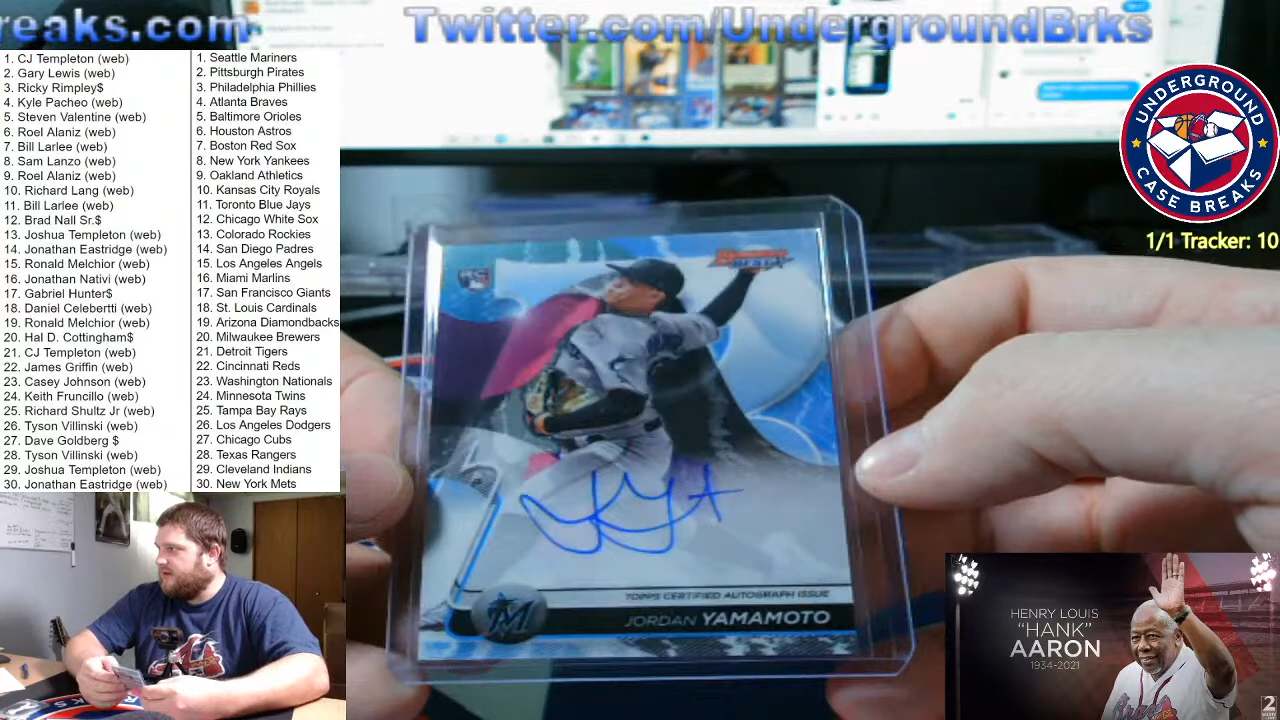 reaks.com
Twitter.com/UndergroundBrks
1. CJ Templeton (web)
2. Gary Lewis (web)
3. Ricky Rimpley$
4. Kyle Pacheo (web)
5. Steven Valentine (web)
6. Roel Alaniz (web)
7. Bill Larlee (web)
8. Sam Lanzo (web)
9. Roel Alaniz (web)
10. Richard Lang (web)
11. Bill Larlee (web)
12. Brad Nall Sr.$
13. Joshua Templeton (web)
14. Jonathan Eastridge (web)
15. Ronald Melchior (web)
16. Jonathan Nativi (web)
17. Gabriel Hunter$
18. Daniel Celebertti (web)
19. Ronald Melchior (web)
20. Hal D. Cottingham$
21. CJ Templeton (web)
22. James Griffin (web)
23. Casey Johnson (web)
24. Keith Fruncillo (web)
25. Richard Shultz Jr (web)
26. Tyson Villinski (web)
27. Dave Goldberg $
28. Tyson Villinski (web)
29. Joshua Templeton (web)
30. Jonathan Eastridge (web)
1. Seattle Mariners
2. Pittsburgh Pirates
3. Philadelphia Phillies
4. Atlanta Braves
5. Baltimore Orioles
6. Houston Astros
7. Boston Red Sox
8. New York Yankees
9. Oakland Athletics
10. Kansas City Royals
11. Toronto Blue Jays
12. Chicago White Sox
13. Colorado Rockies
14. San Diego Padres
15. Los Angeles Angels
16. Miami Marlins
17. San Francisco Giants
18. St. Louis Cardinals
19. Arizona Diamondbacks
20. Milwaukee Brewers
21. Detroit Tigers
22. Cincinnati Reds
23. Washington Nationals
24. Minnesota Twins
25. Tampa Bay Rays
26. Los Angeles Dodgers
27. Chicago Cubs
28. Texas Rangers
29. Cleveland Indians
30. New York Mets
UNDERGROUND
CASE BREAKS
1/1 Tracker: 10
RC
TOPPS CERTIFIED AUTOGRAPH ISSUE
JORDAN YAMAMOTO
HENRY LOUIS
"HANK"
AARON
1934-2021
Braves
2